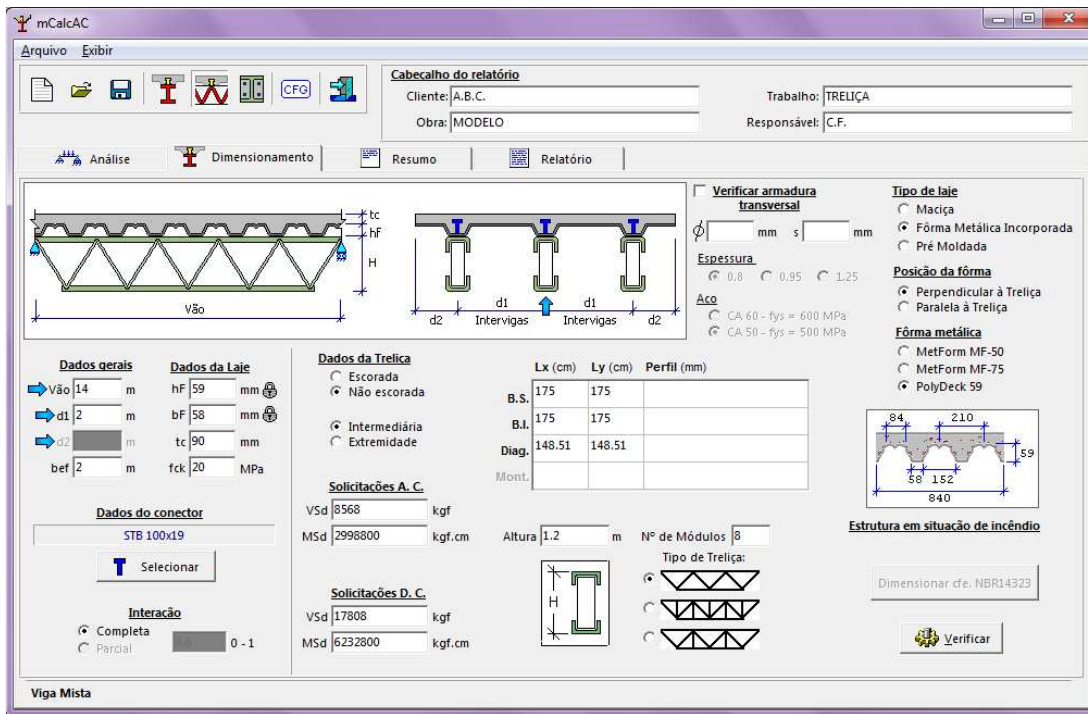 mCalcAC
Arquivo Exibir
CFG
Cabecalho do relatório
Cliente: A.B.C.
Trabalho: TRELIÇA
Obra: MODELO
Responsável: C.F.
Análise
Dimensionamento
Resumo
Relatório
tc
hF
H
Vão
d2
d1
Intervigas
d1
Intervigas
d2
Verificar armadura
transversal
ϕ mm s mm
Espessura
0.8 0.95 1.25
Aco
CA 60 - fys = 600 MPa
CA 50 - fys = 500 MPa
Tipo de laje
Maciça
Fôrma Metálica Incorporada
Pré Moldada
Posição da fôrma
Perpendicular à Treliça
Paralela à Treliça
Fôrma metálica
MetForm MF-50
MetForm MF-75
PolyDeck 59
84 210
59
58 152
840
Dados gerais
Vão 14 m
d1 2 m
d2 m
bef 2 m
Dados da Laje
hF 59 mm
bF 58 mm
tc 90 mm
fck 20 MPa
Dados do conector
STB 100x19
Selecionar
Interação
Completa
Parcial
0 - 1
Dados da Treliça
Escorada
Não escorada
Intermediária
Extremidade
Solicitações A. C.
VSd 8568 kgf
MSd 2998800 kgf.cm
Solicitações D. C.
VSd 17808 kgf
MSd 6232800 kgf.cm
Lx (cm) Ly (cm) Perfil (mm)
B.S. 175 175
B.I. 175 175
Diag. 148.51 148.51
Mont.
Altura 1.2 m
Nº de Módulos 8
Tipo de Treliça:
H
Estrutura em situação de incêndio
Dimensionar cfe. NBR14323
Verificar
Viga Mista